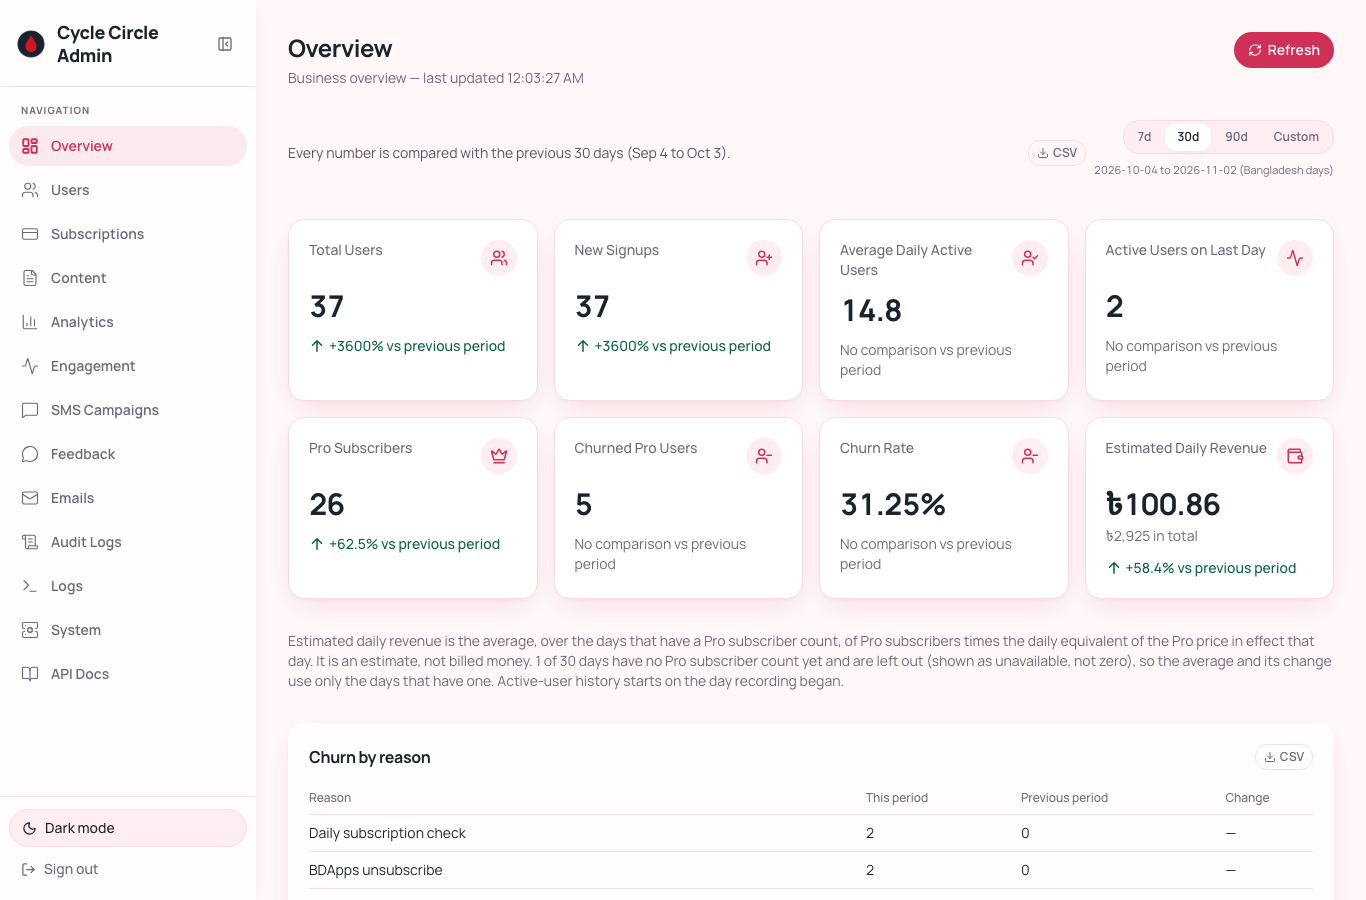 Cycle Circle
Admin
NAVIGATION
Overview
Users
Subscriptions
Content
Analytics
Engagement
SMS Campaigns
Feedback
Emails
Audit Logs
Logs
System
API Docs
Dark mode
Sign out
Overview
Business overview — last updated 12:03:27 AM
Refresh
Every number is compared with the previous 30 days (Sep 4 to Oct 3).
CSV
7d 30d 90d Custom
2026-10-04 to 2026-11-02 (Bangladesh days)
Total Users
37
+3600% vs previous period
New Signups
37
+3600% vs previous period
Average Daily Active
Users
14.8
No comparison vs previous
period
Active Users on Last Day
2
No comparison vs previous
period
Pro Subscribers
26
+62.5% vs previous period
Churned Pro Users
5
No comparison vs previous
period
Churn Rate
31.25%
No comparison vs previous
period
Estimated Daily Revenue
৳100.86
৳2,925 in total
+58.4% vs previous period
Estimated daily revenue is the average, over the days that have a Pro subscriber count, of Pro subscribers times the daily equivalent of the Pro price in effect that
day. It is an estimate, not billed money. 1 of 30 days have no Pro subscriber count yet and are left out (shown as unavailable, not zero), so the average and its change
use only the days that have one. Active-user history starts on the day recording began.
Churn by reason
CSV
Reason This period Previous period Change
Daily subscription check 2 0 —
BDApps unsubscribe 2 0 —